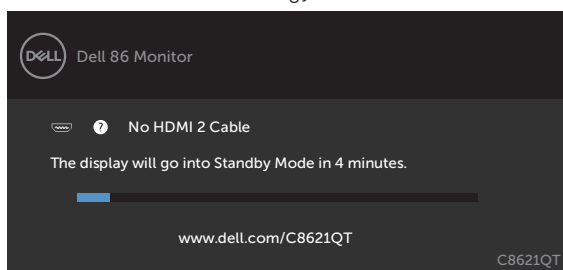 DELL
Dell 86 Monitor
? No HDMI 2 Cable
The display will go into Standby Mode in 4 minutes.
www.dell.com/C8621QT
C8621QT